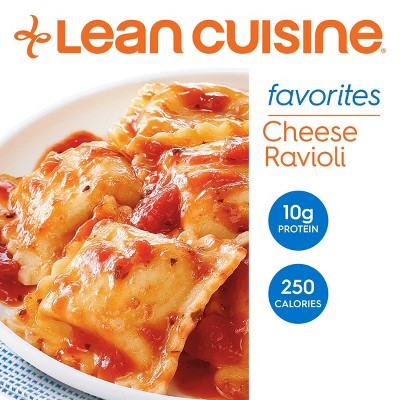 LEAN CUISINE®
favorites
Cheese
Ravioli
10g
PROTEIN
250
CALORIES